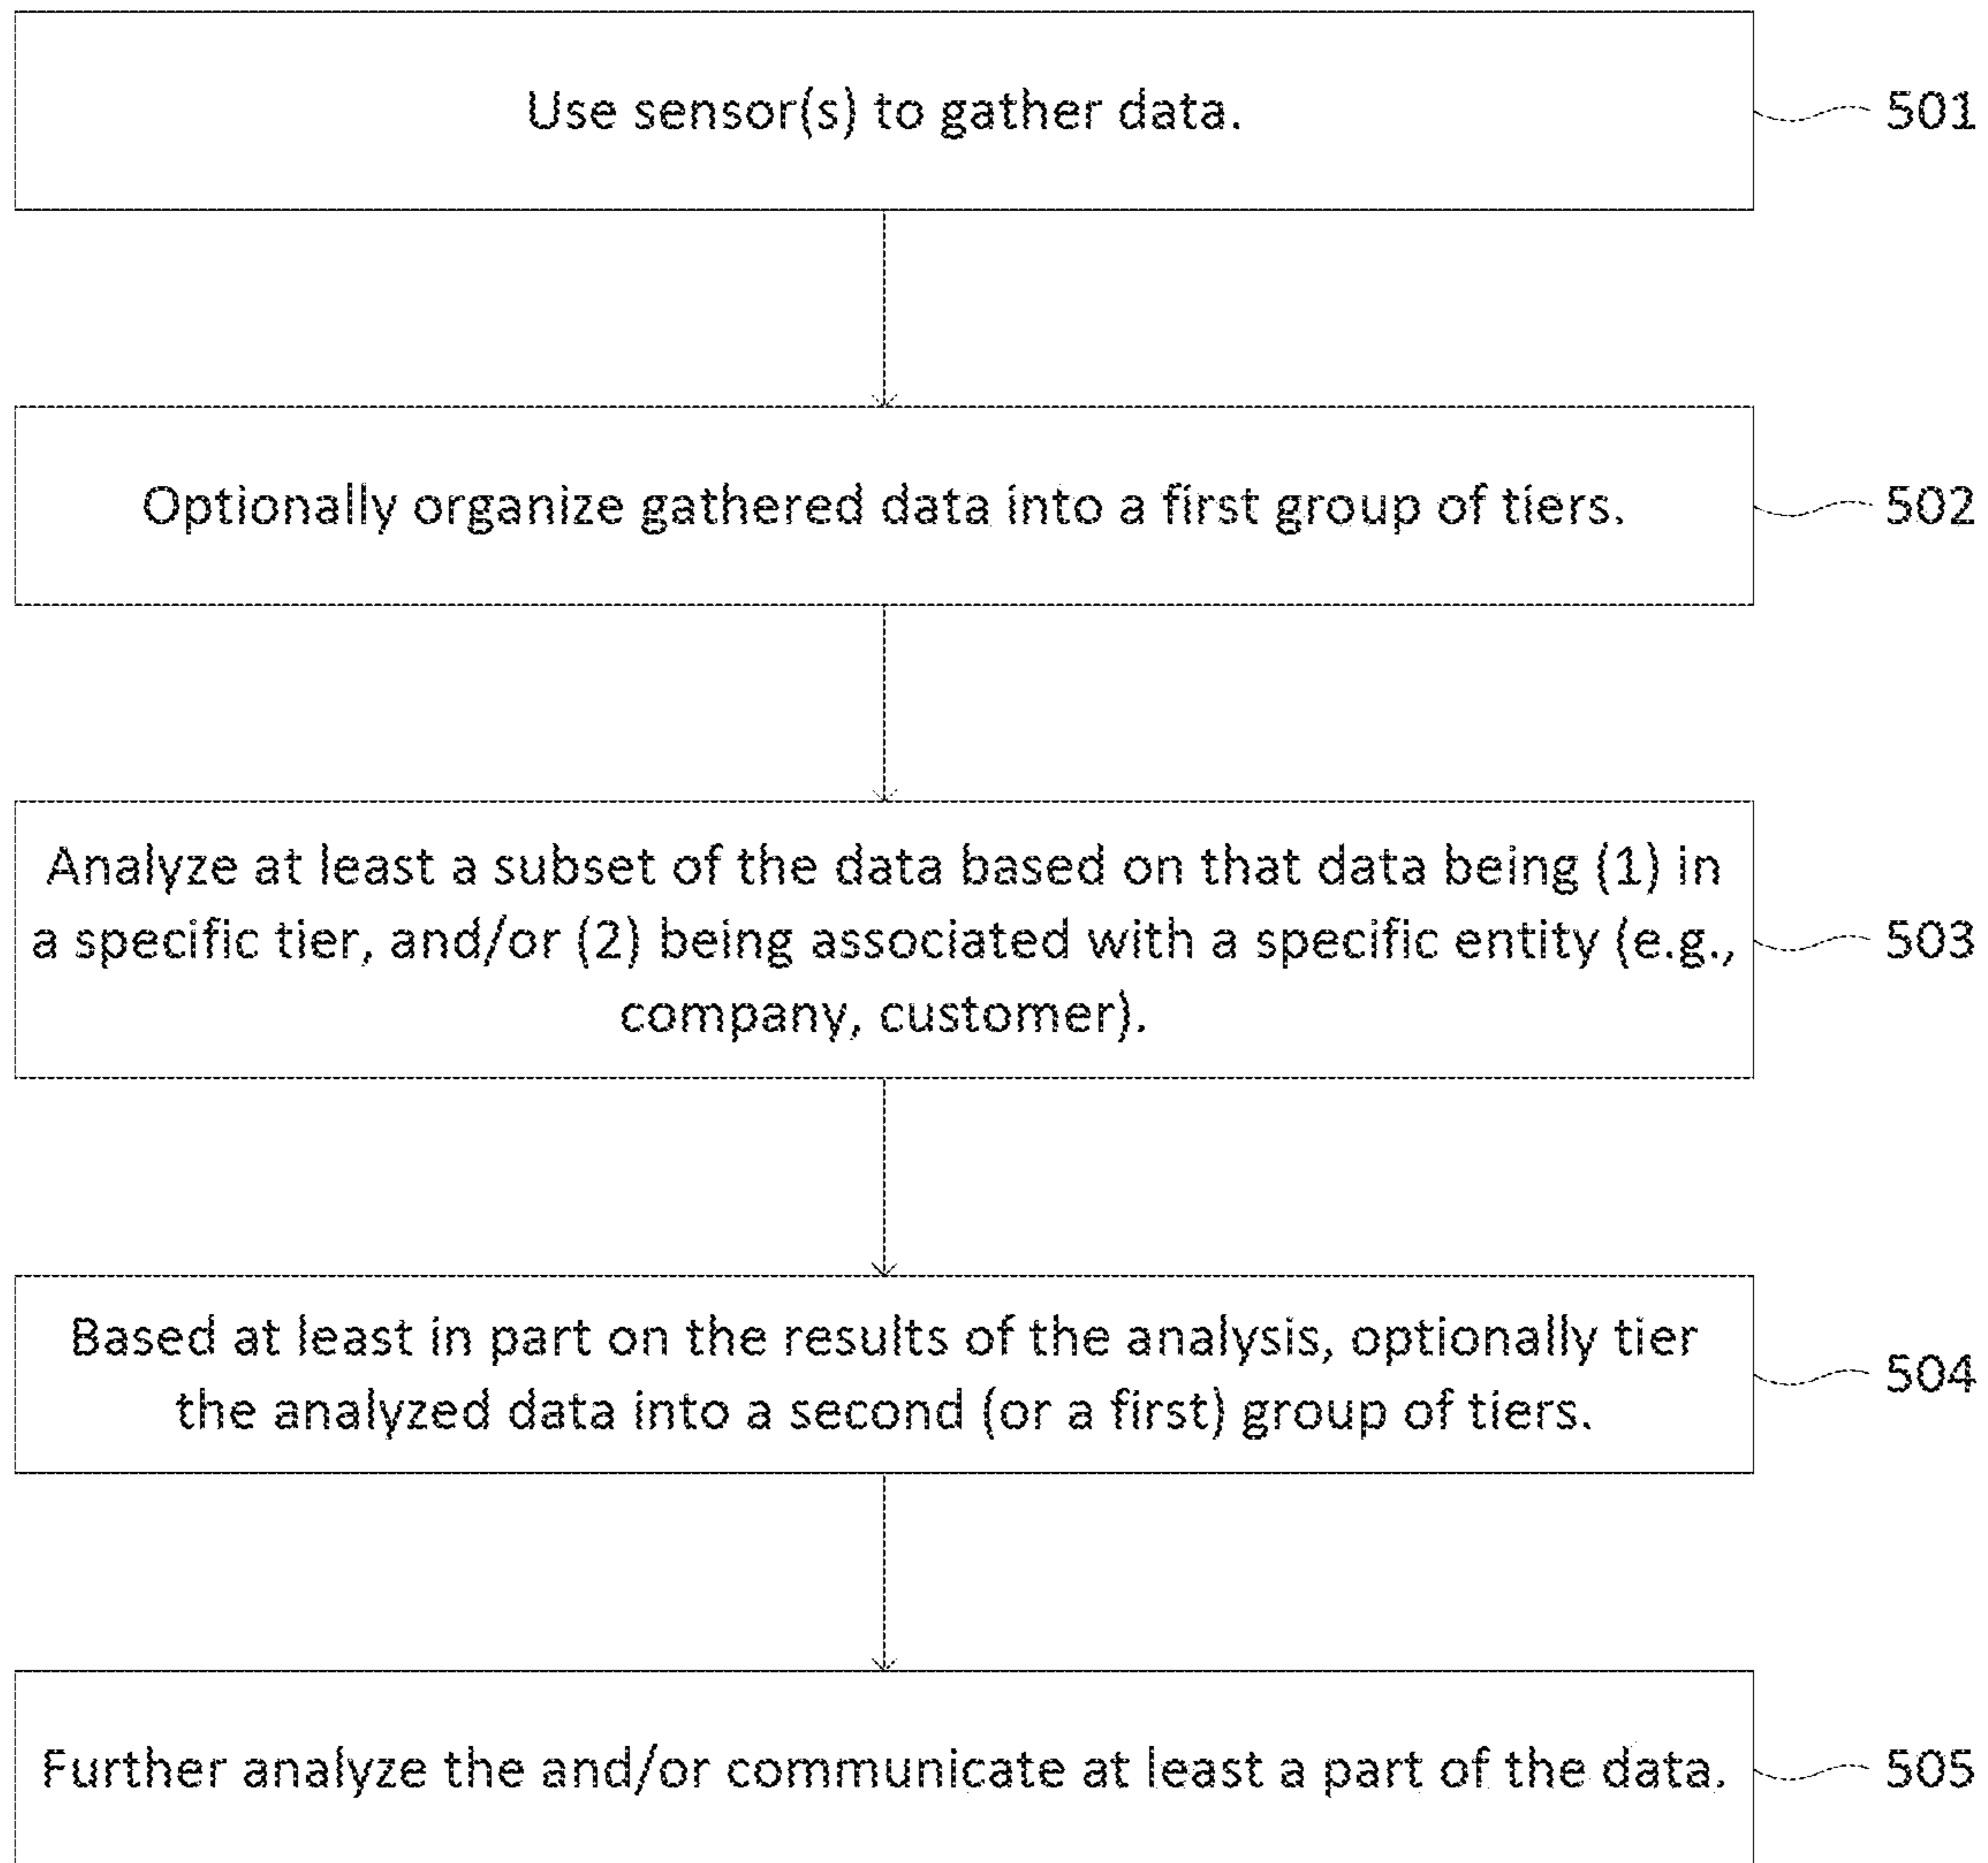 Use sensor(s) to gather data.
501
Optionally organize gathered data into a first group of tiers.
502
Analyze at least a subset of the data based on that data being (1) in
a specific tier, and/or (2) being associated with a specific entity (e.g.,
503
company, customer).
Based at least in part on the results of the analysis, optionally tier
504
the analyzed data into a second (or a first) group of tiers.
Further analyze the and/or communicate at least a part of the data.
505